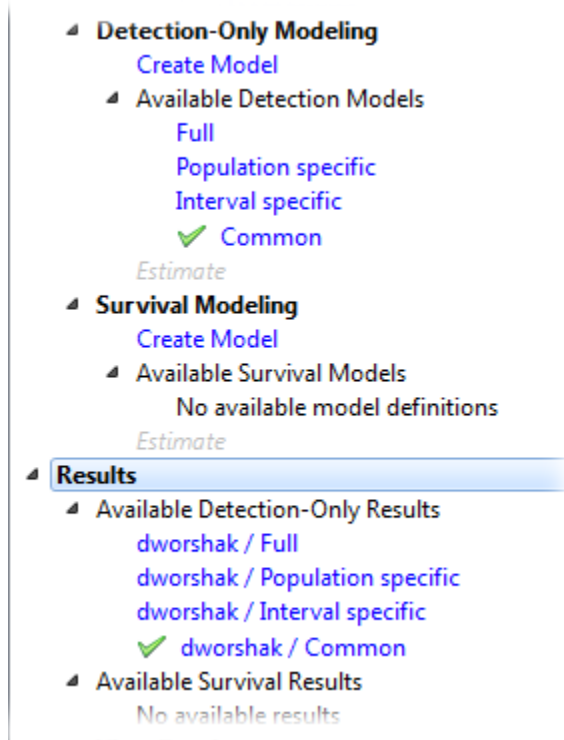 Detection-Only Modeling
Create Model
Available Detection Models
Full
Population specific
Interval specific
Common
Estimate
Survival Modeling
Create Model
Available Survival Models
No available model definitions
Estimate
Results
Available Detection-Only Results
dworshak / Full
dworshak / Population specific
dworshak / Interval specific
dworshak / Common
Available Survival Results
No available results